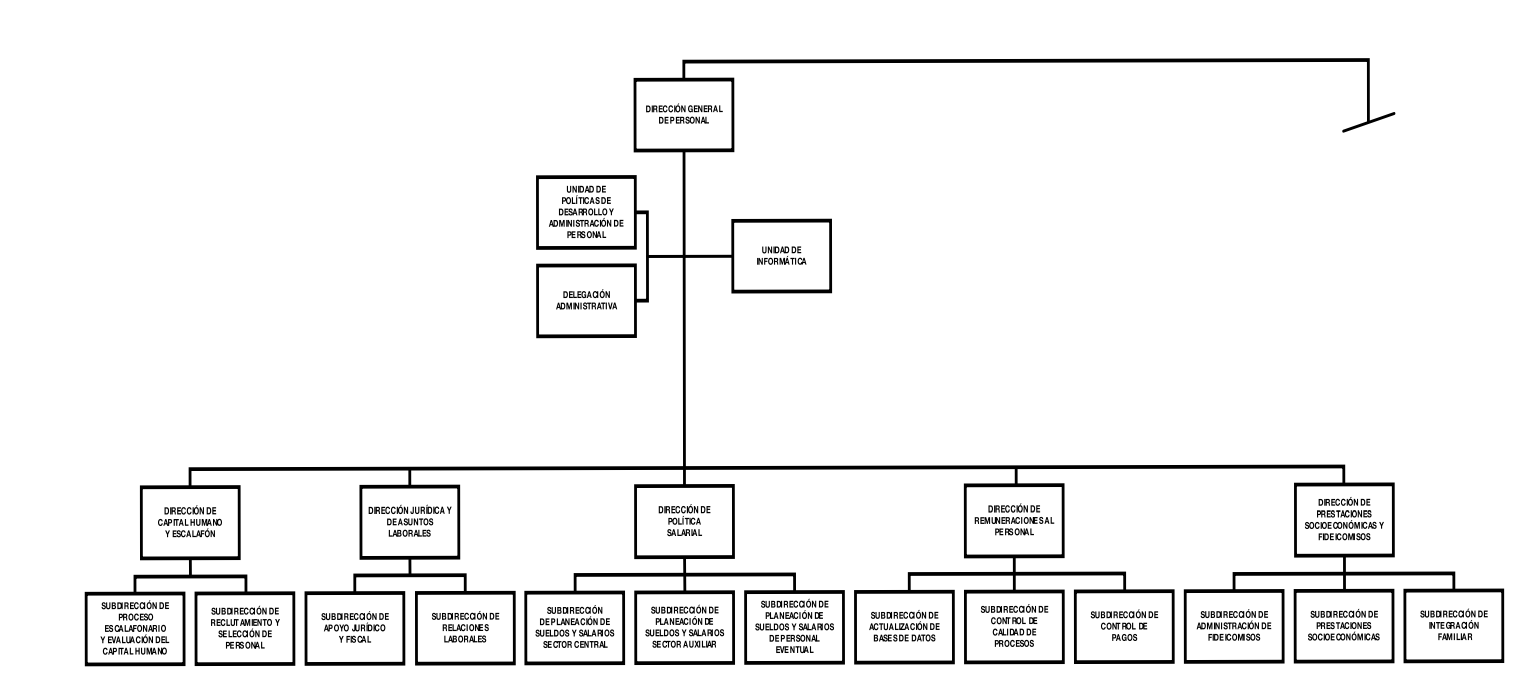 DIRECCIÓN GENERAL
DE PERSONAL
UNIDAD DE
POLÍTICAS DE
DESARROLLO Y
ADMINISTRACIÓN DE
PERSONAL
UNIDAD DE
INFORMÁTICA
DELEGACIÓN
ADMINISTRATIVA
DIRECCIÓN DE
CAPITAL HUMANO
Y ESCALAFÓN
DIRECCIÓN JURÍDICA Y
DE ASUNTOS
LABORALES
DIRECCIÓN DE
POLÍTICA
SALARIAL
DIRECCIÓN DE
REMUNERACIONES AL
PERSONAL
DIRECCIÓN DE
PRESTACIONES
SOCIOECONÓMICAS Y
FIDEICOMISOS
SUBDIRECCIÓN DE
PROCESO
ESCALAFONARIO
Y EVALUACIÓN DEL
CAPITAL HUMANO
SUBDIRECCIÓN DE
RECLUTAMIENTO Y
SELECCIÓN DE
PERSONAL
SUBDIRECCIÓN DE
APOYO JURÍDICO
Y FISCAL
SUBDIRECCIÓN DE
RELACIONES
LABORALES
SUBDIRECCIÓN
DE PLANEACIÓN DE
SUELDOS Y SALARIOS
SECTOR CENTRAL
SUBDIRECCIÓN DE
PLANEACIÓN DE
SUELDOS Y SALARIOS
SECTOR AUXILIAR
SUBDIRECCIÓN DE
PLANEACIÓN DE
SUELDOS Y SALARIOS
DE PERSONAL
EVENTUAL
SUBDIRECCIÓN DE
ACTUALIZACIÓN DE
BASES DE DATOS
SUBDIRECCIÓN DE
CONTROL DE
CALIDAD DE
PROCESOS
SUBDIRECCIÓN DE
CONTROL DE
PAGOS
SUBDIRECCIÓN DE
ADMINISTRACIÓN DE
FIDEICOMISOS
SUBDIRECCIÓN DE
PRESTACIONES
SOCIOECONÓMICAS
SUBDIRECCIÓN DE
INTEGRACIÓN
FAMILIAR